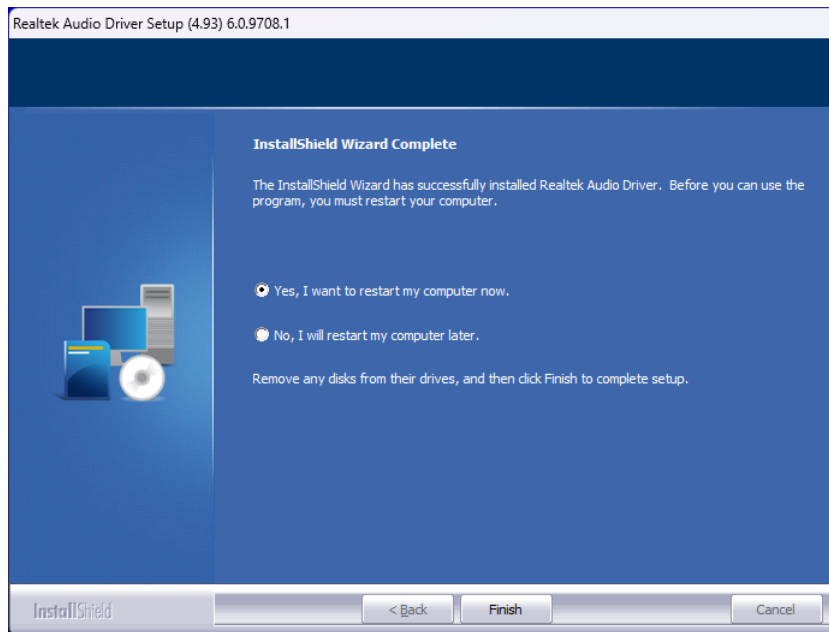 Realtek Audio Driver Setup (4.93) 6.0.9708.1
InstallShield Wizard Complete
The InstallShield Wizard has successfully installed Realtek Audio Driver. Before you can use the
program, you must restart your computer.
Yes, I want to restart my computer now.
No, I will restart my computer later.
Remove any disks from their drives, and then click Finish to complete setup.
InstallShield
< Back
Finish
Cancel